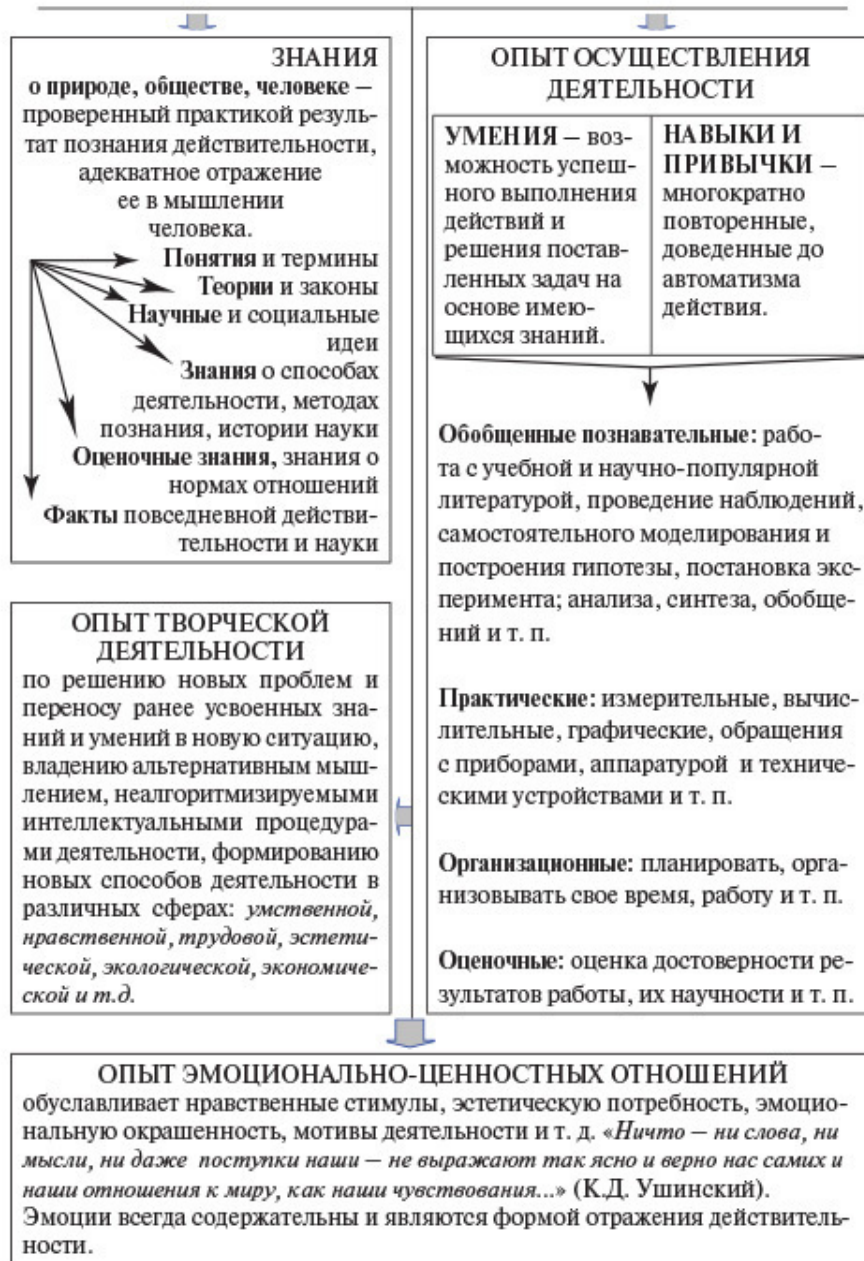 ЗНАНИЯ
о природе, обществе, человеке —
проверенный практикой резуль-
тат познания действительности,
адекватное отражение
ее в мышлении
человека.
Понятия и термины
Теории и законы
Научные и социальные
идеи
Знания о способах
деятельности, методах
познания, истории науки
Оценочные знания, знания о
нормах отношений
Факты повседневной действи-
тельности и науки
ОПЫТ ОСУЩЕСТВЛЕНИЯ
ДЕЯТЕЛЬНОСТИ
УМЕНИЯ — воз-
можность успеш-
ного выполнения
действий и
решения постав-
ленных задач на
основе имею-
щихся знаний.
НАВЫКИ И
ПРИВЫЧКИ —
многократно
повторенные,
доведенные до
автоматизма
действия.
Обобщенные познавательные: рабо-
та с учебной и научно-популярной
литературой, проведение наблюдений,
самостоятельного моделирования и
построения гипотезы, постановка экс-
перимента; анализа, синтеза, обобще-
ний и т. п.
Практические: измерительные, вычис-
лительные, графические, обращения
с приборами, аппаратурой и техниче-
скими устройствами и т. п.
Организационные: планировать, орга-
низовывать свое время, работу и т. п.
Оценочные: оценка достоверности ре-
зультатов работы, их научности и т. п.
ОПЫТ ТВОРЧЕСКОЙ
ДЕЯТЕЛЬНОСТИ
по решению новых проблем и
переносу ранее усвоенных зна-
ний и умений в новую ситуацию,
владению альтернативным мыш-
лением, неалгоритмизируемыми
интеллектуальными процедура-
ми деятельности, формированию
новых способов деятельности в
различных сферах: умственной,
нравственной, трудовой, эстети-
ческой, экологической, экономиче-
ской и т.д.
ОПЫТ ЭМОЦИОНАЛЬНО-ЦЕННОСТНЫХ ОТНОШЕНИЙ
обуславливает нравственные стимулы, эстетическую потребность, эмоцио-
нальную окрашенность, мотивы деятельности и т. д. «Ничто — ни слова, ни
мысли, ни даже поступки наши — не выражают так ясно и верно нас самих и
наши отношения к миру, как наши чувствования...» (К.Д. Ушинский).
Эмоции всегда содержательны и являются формой отражения действитель-
ности.